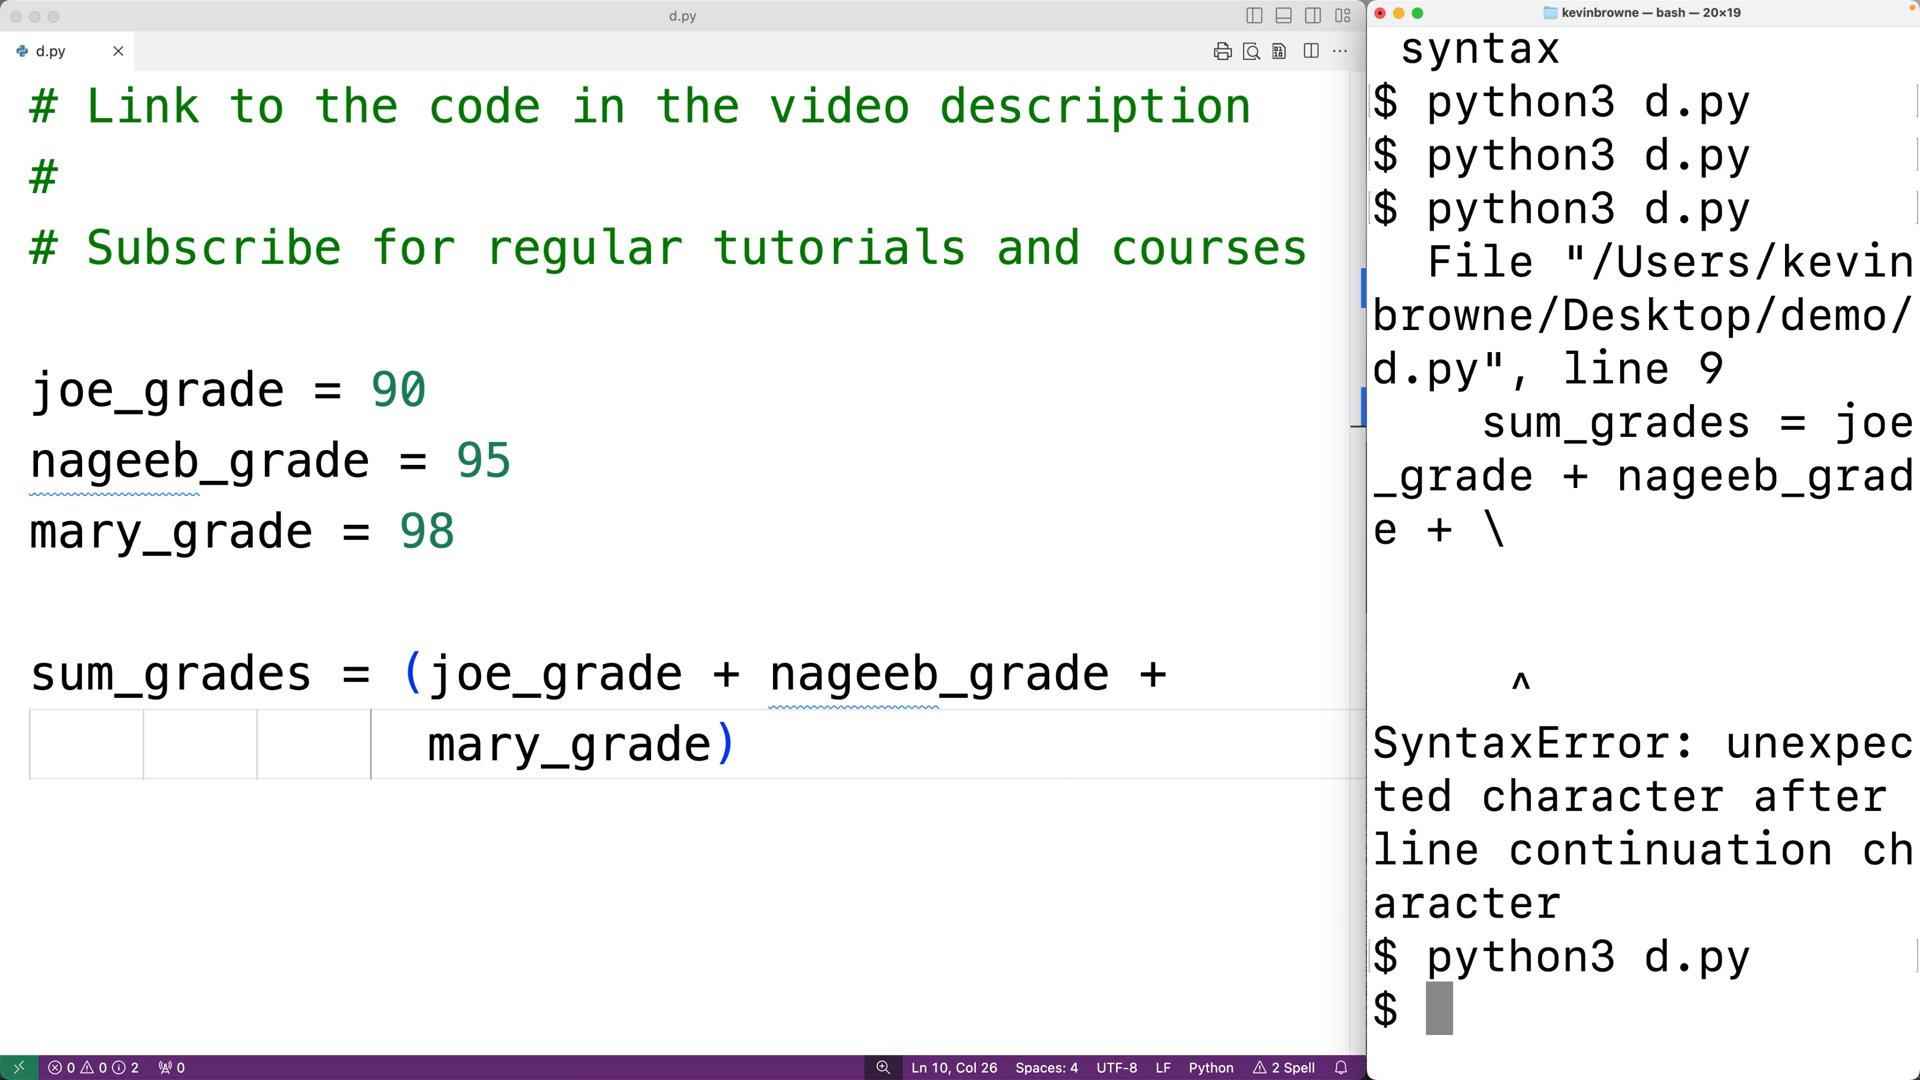 d.py
d.py
# Link to the code in the video description
#
# Subscribe for regular tutorials and courses
joe_grade = 90
nageeb_grade = 95
mary_grade = 98
sum_grades = (joe_grade + nageeb_grade +
mary_grade)
0 0 2 0
Ln 10, Col 26 Spaces: 4 UTF-8 LF Python 2 Spell
kevinbrowne — bash — 20×19
syntax
$ python3 d.py
$ python3 d.py
$ python3 d.py
File "/Users/kevin
browne/Desktop/demo/
d.py", line 9
sum_grades = joe
_grade + nageeb_grad
e + \
^
SyntaxError: unexpec
ted character after
line continuation ch
aracter
$ python3 d.py
$